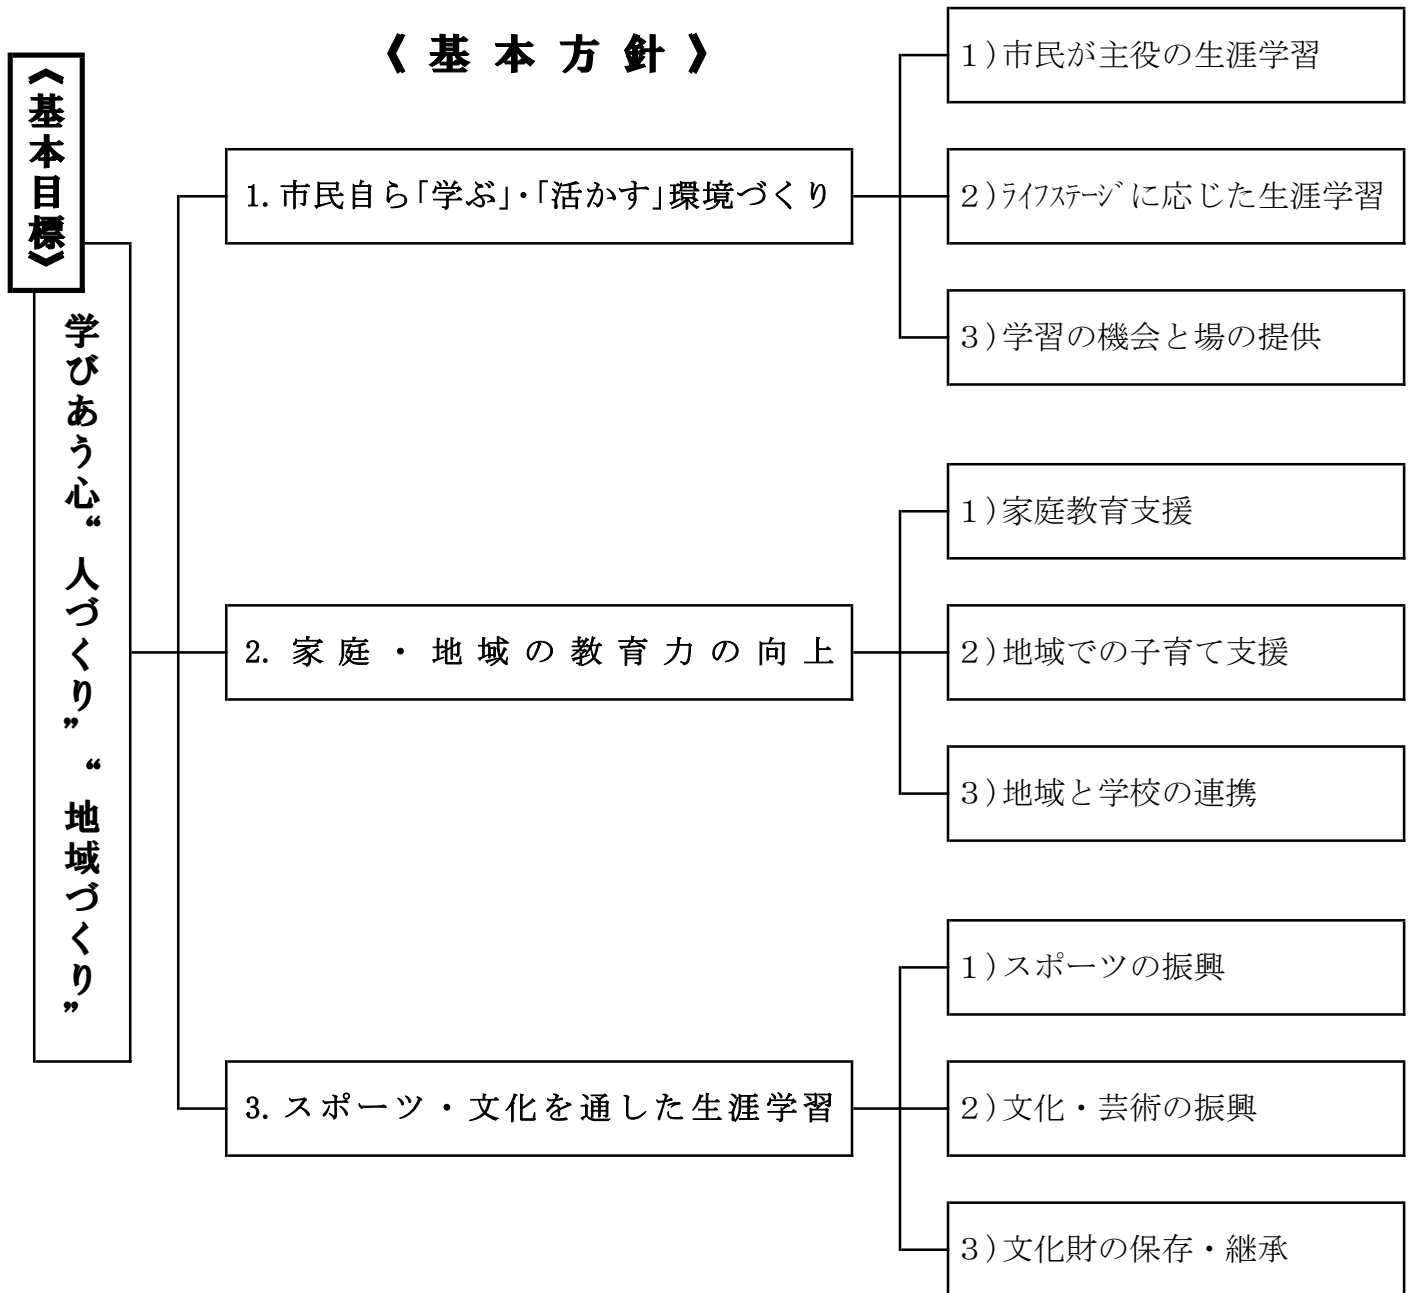 《基本目標》
学びあう心“人づくり”“地域づくり”
《基本方針》
1.市民自ら「学ぶ」・「活かす」環境づくり
１)市民が主役の生涯学習
２)ﾗｲﾌｽﾃｰｼﾞに応じた生涯学習
３)学習の機会と場の提供
2.家庭・地域の教育力の向上
１)家庭教育支援
２)地域での子育て支援
３)地域と学校の連携
3.スポーツ・文化を通した生涯学習
１)スポーツの振興
２)文化・芸術の振興
３)文化財の保存・継承